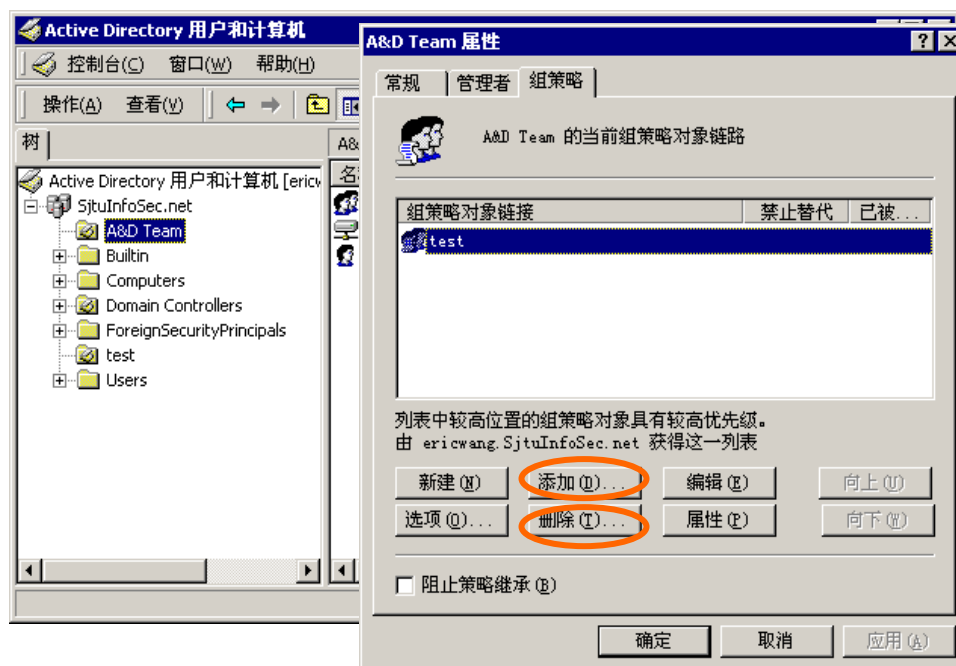 Active Directory 用户和计算机
控制台(C) 窗口(W) 帮助(H)
操作(A) 查看(V)
树
Active Directory 用户和计算机 [ericw
SjtuInfoSec.net
A&D Team
Builtin
Computers
Domain Controllers
ForeignSecurityPrincipals
test
Users
A&
名
A&D Team 属性
常规 管理者 组策略
A&D Team 的当前组策略对象链路
组策略对象链接 禁止替代 已被...
test
列表中较高位置的组策略对象具有较高优先级。
由 ericwang.SjtuInfoSec.net 获得这一列表
新建(N) 添加(D)... 编辑(E) 向上(U)
选项(O)... 删除(T)... 属性(P) 向下(W)
阻止策略继承(B)
确定 取消 应用(A)